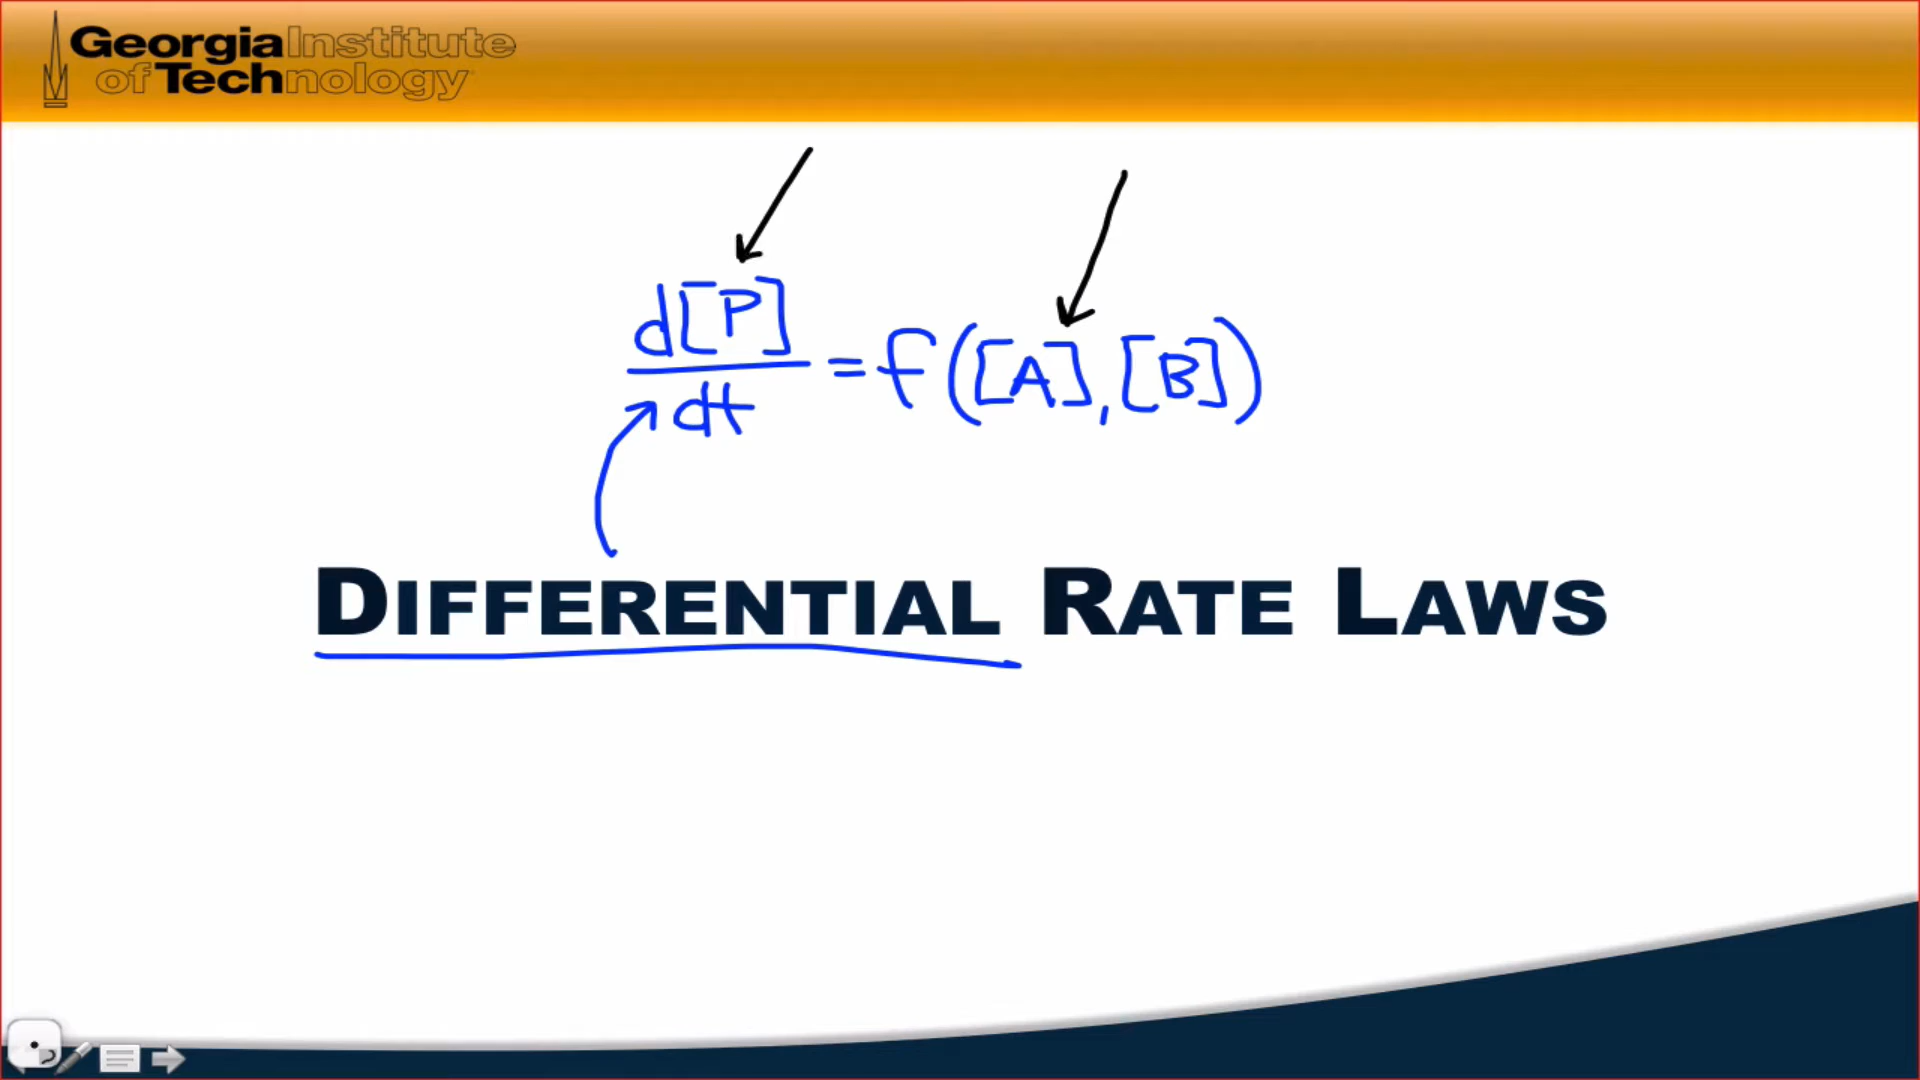 Georgia Institute
of Technology
d[P]/dt = f([A], [B])
DIFFERENTIAL RATE LAWS